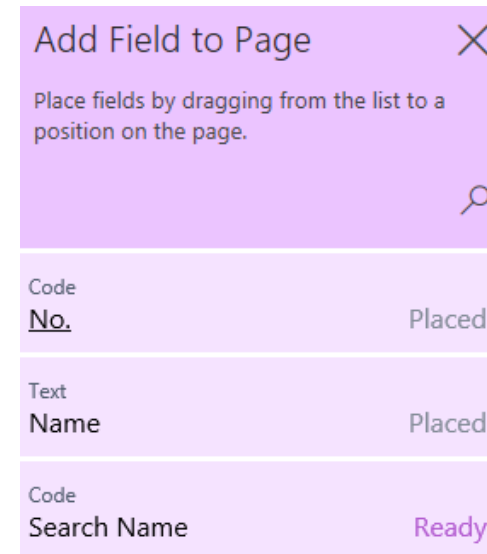 Add Field to Page
Place fields by dragging from the list to a
position on the page.
Code
No.
Placed
Text
Name
Placed
Code
Search Name
Ready